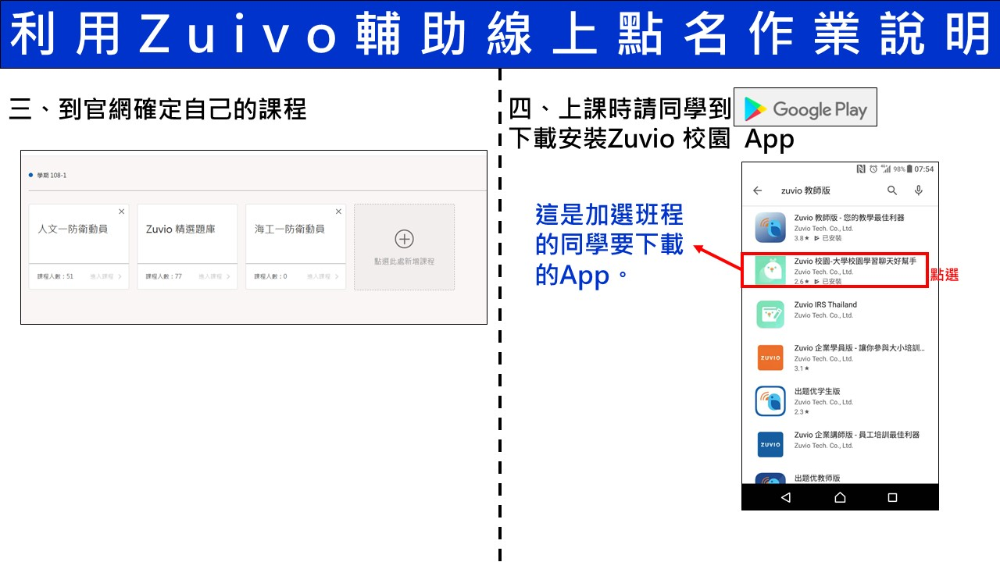 利用Zuivo輔助線上點名作業說明
三、到官網確定自己的課程
學期 108-1
人文一防衛動員
課程人數：51 進入課程
Zuvio 精選題庫
課程人數：77 進入課程
海工一防衛動員
課程人數：0 進入課程
點選此處新增課程
四、上課時請同學到 Google Play
下載安裝Zuvio 校園 App
這是加選班程
的同學要下載
的App。
98% 07:54
zuvio 教師版
Zuvio 教師版 - 您的教學最佳利器
Zuvio Tech. Co., Ltd.
3.8★ 已安裝
Zuvio 校園-大學校園學習聊天好幫手
Zuvio Tech. Co., Ltd.
2.6★ 已安裝
點選
Zuvio IRS Thailand
Zuvio Tech. Co., Ltd.
ZUVIO
Zuvio 企業學員版 - 讓你參與大小培訓…
Zuvio Tech. Co., Ltd.
3.1★
出题优学生版
Zuvio Tech. Co., Ltd.
2.3★
ZUVIO
Zuvio 企業講師版 - 員工培訓最佳利器
Zuvio Tech. Co., Ltd.
出题优教师版